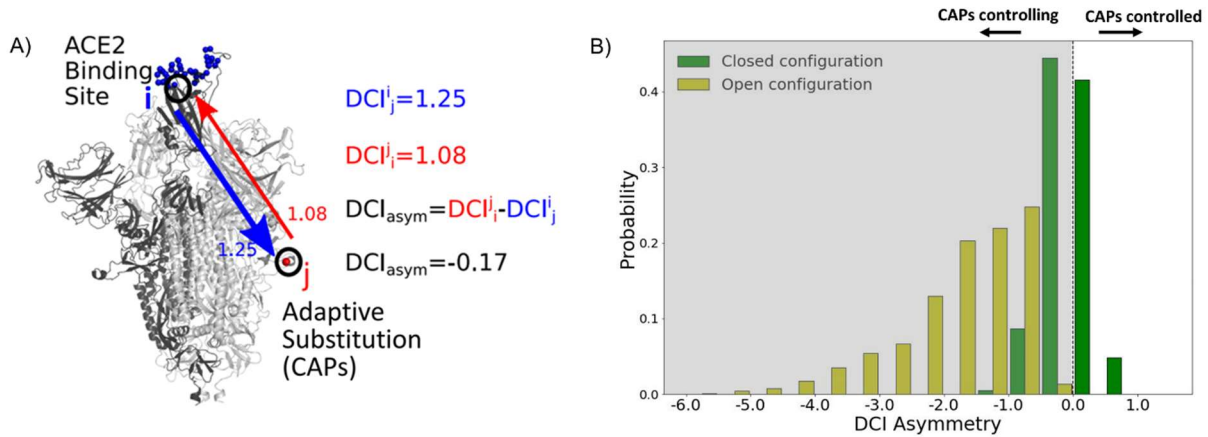 A)
ACE2
Binding
Site
i
DCIⁱⱼ=1.25
DCIʲᵢ=1.08
DCIasym=DCIʲᵢ-DCIⁱⱼ
DCIasym=-0.17
1.08
1.25
j
Adaptive
Substitution
(CAPs)
B)
CAPs controlling
CAPs controlled
Closed configuration
Open configuration
Probability
0.4
0.3
0.2
0.1
0.0
-6.0 -5.0 -4.0 -3.0 -2.0 -1.0 0.0 1.0
DCI Asymmetry